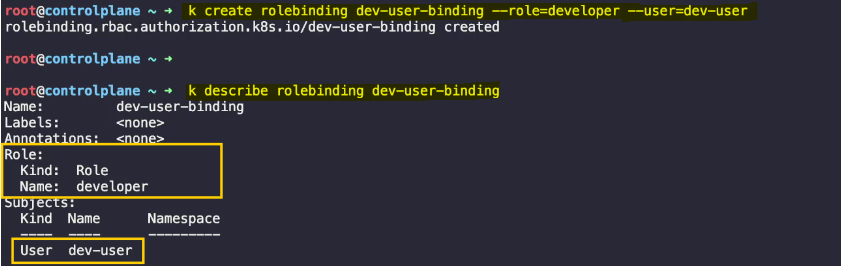 root@controlplane ~ ➜  k create rolebinding dev-user-binding --role=developer --user=dev-user
rolebinding.rbac.authorization.k8s.io/dev-user-binding created
root@controlplane ~ ➜
root@controlplane ~ ➜  k describe rolebinding dev-user-binding
Name:         dev-user-binding
Labels:       <none>
Annotations:  <none>
Role:
  Kind:  Role
  Name:  developer
Subjects:
  Kind  Name      Namespace
  ----  ----      ---------
  User  dev-user